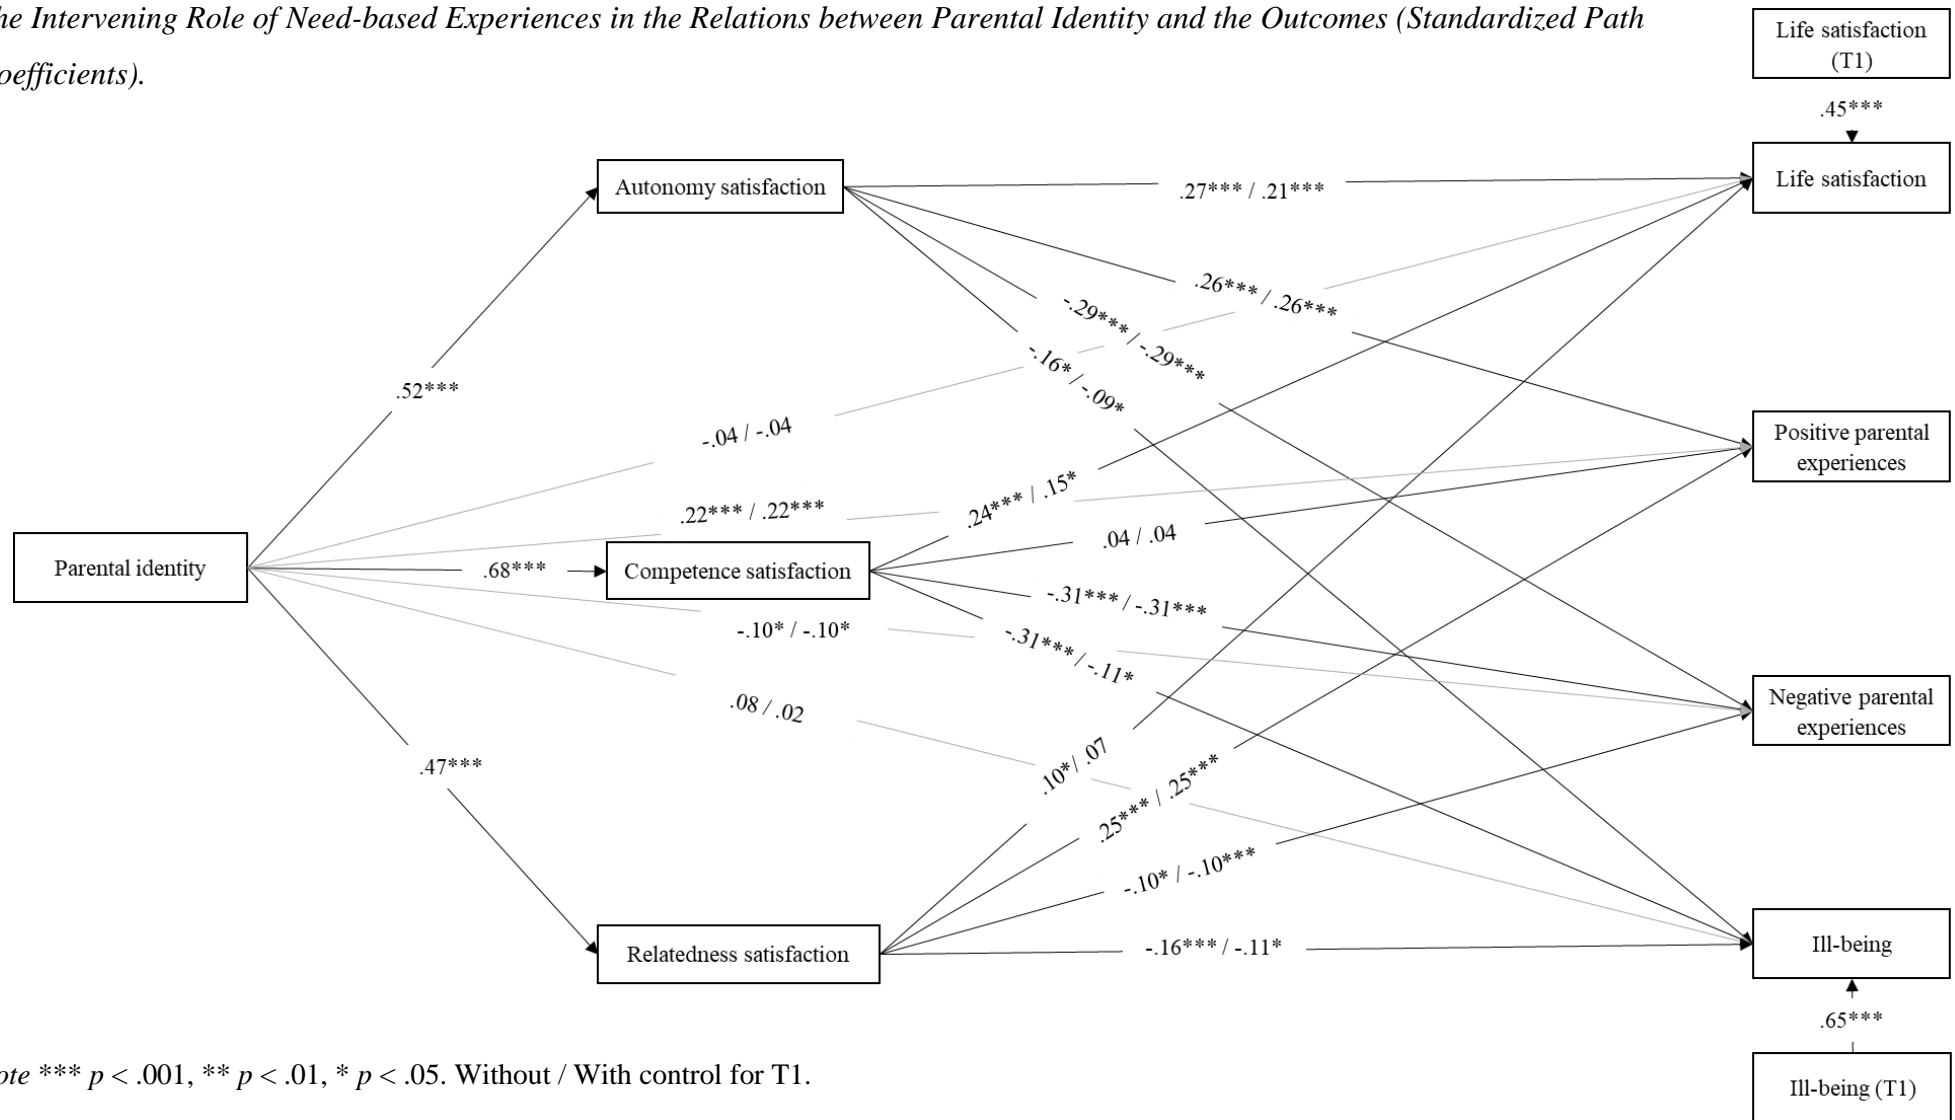 he Intervening Role of Need-based Experiences in the Relations between Parental Identity and the Outcomes (Standardized Path
oefficients).
Life satisfaction
(T1)
.45***
Autonomy satisfaction
.27*** / .21***
Life satisfaction
.26*** / .26***
-.29*** / -.29***
-.16* / -.09*
.52***
-.04 / -.04
Positive parental
experiences
.24*** / .15*
.22*** / .22***
.04 / .04
Parental identity
.68***
Competence satisfaction
-.31*** / -.31***
-.10* / -.10*
-.31*** / -.11*
.08 / .02
Negative parental
experiences
.47***
.10*/ .07
.25*** / .25***
-.10* / -.10***
Relatedness satisfaction
-.16*** / -.11*
Ill-being
.65***
ote *** p < .001, ** p < .01, * p < .05. Without / With control for T1.
Ill-being (T1)